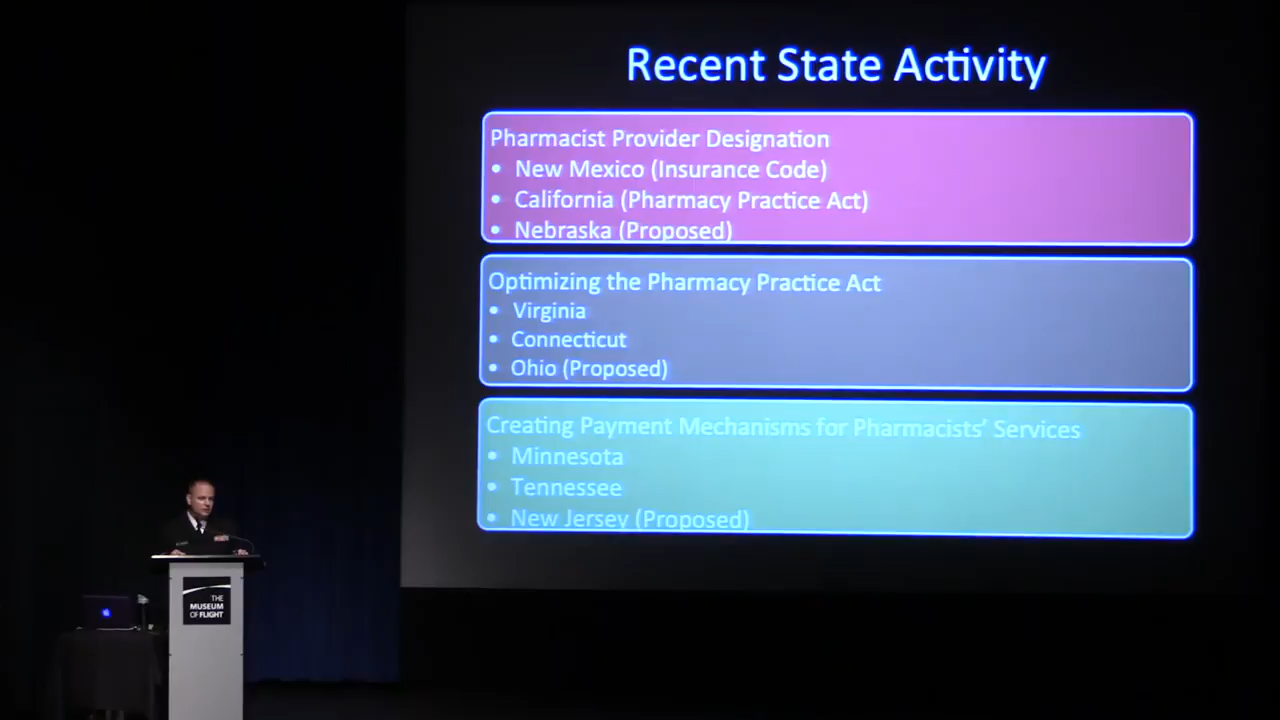 Recent State Activity
Pharmacist Provider Designation
• New Mexico (Insurance Code)
• California (Pharmacy Practice Act)
• Nebraska (Proposed)
Optimizing the Pharmacy Practice Act
• Virginia
• Connecticut
• Ohio (Proposed)
Creating Payment Mechanisms for Pharmacists’ Services
• Minnesota
• Tennessee
• New Jersey (Proposed)
THE
MUSEUM
OF FLIGHT